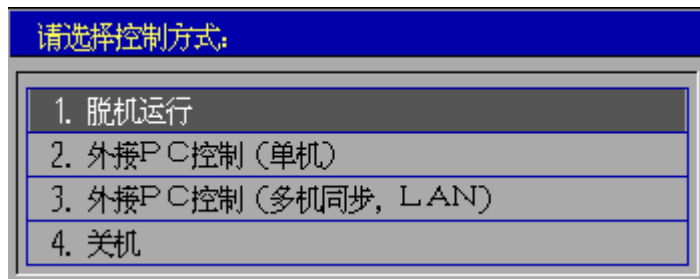 请选择控制方式:
1. 脱机运行
2. 外接PC控制(单机)
3. 外接PC控制(多机同步, LAN)
4. 关机